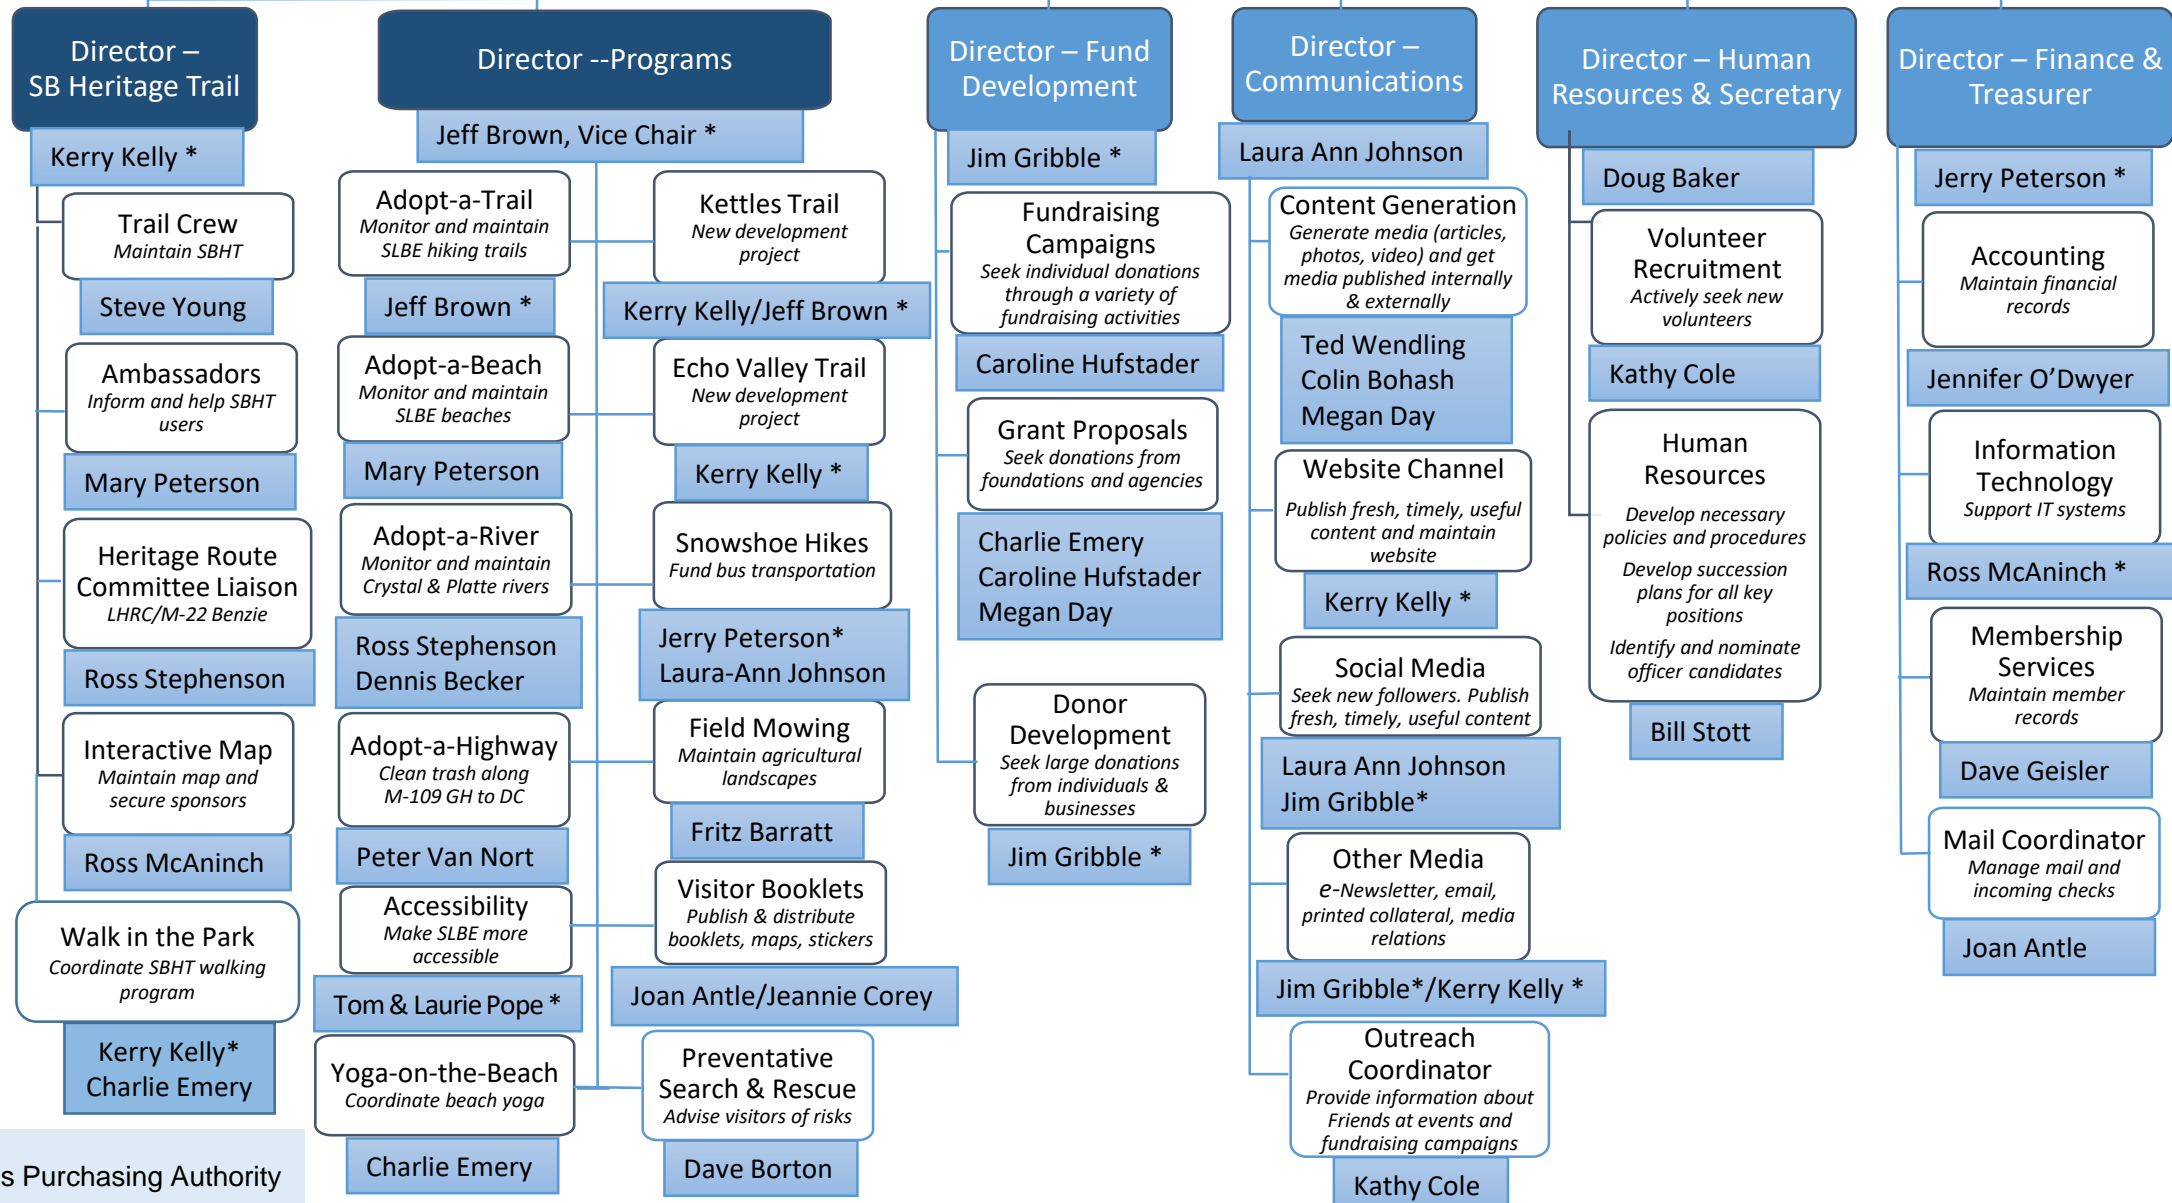 Director –
SB Heritage Trail
Kerry Kelly *
Trail Crew
Maintain SBHT
Steve Young
Ambassadors
Inform and help SBHT
users
Mary Peterson
Heritage Route
Committee Liaison
LHRC/M-22 Benzie
Ross Stephenson
Interactive Map
Maintain map and
secure sponsors
Ross McAninch
Walk in the Park
Coordinate SBHT walking
program
Kerry Kelly*
Charlie Emery
s Purchasing Authority
Director --Programs
Jeff Brown, Vice Chair *
Adopt-a-Trail
Monitor and maintain
SLBE hiking trails
Jeff Brown *
Adopt-a-Beach
Monitor and maintain
SLBE beaches
Mary Peterson
Adopt-a-River
Monitor and maintain
Crystal & Platte rivers
Ross Stephenson
Dennis Becker
Adopt-a-Highway
Clean trash along
M-109 GH to DC
Peter Van Nort
Accessibility
Make SLBE more
accessible
Tom & Laurie Pope *
Yoga-on-the-Beach
Coordinate beach yoga
Charlie Emery
Kettles Trail
New development
project
Kerry Kelly/Jeff Brown *
Echo Valley Trail
New development
project
Kerry Kelly *
Snowshoe Hikes
Fund bus transportation
Jerry Peterson*
Laura-Ann Johnson
Field Mowing
Maintain agricultural
landscapes
Fritz Barratt
Visitor Booklets
Publish & distribute
booklets, maps, stickers
Joan Antle/Jeannie Corey
Preventative
Search & Rescue
Advise visitors of risks
Dave Borton
Director – Fund
Development
Jim Gribble *
Fundraising
Campaigns
Seek individual donations
through a variety of
fundraising activities
Caroline Hufstader
Grant Proposals
Seek donations from
foundations and agencies
Charlie Emery
Caroline Hufstader
Megan Day
Donor
Development
Seek large donations
from individuals &
businesses
Jim Gribble *
Director –
Communications
Laura Ann Johnson
Content Generation
Generate media (articles,
photos, video) and get
media published internally
& externally
Ted Wendling
Colin Bohash
Megan Day
Website Channel
Publish fresh, timely, useful
content and maintain
website
Kerry Kelly *
Social Media
Seek new followers. Publish
fresh, timely, useful content
Laura Ann Johnson
Jim Gribble*
Other Media
e-Newsletter, email,
printed collateral, media
relations
Jim Gribble*/Kerry Kelly *
Outreach
Coordinator
Provide information about
Friends at events and
fundraising campaigns
Kathy Cole
Director – Human
Resources & Secretary
Doug Baker
Volunteer
Recruitment
Actively seek new
volunteers
Kathy Cole
Human
Resources
Develop necessary
policies and procedures
Develop succession
plans for all key
positions
Identify and nominate
officer candidates
Bill Stott
Director – Finance &
Treasurer
Jerry Peterson *
Accounting
Maintain financial
records
Jennifer O’Dwyer
Information
Technology
Support IT systems
Ross McAninch *
Membership
Services
Maintain member
records
Dave Geisler
Mail Coordinator
Manage mail and
incoming checks
Joan Antle